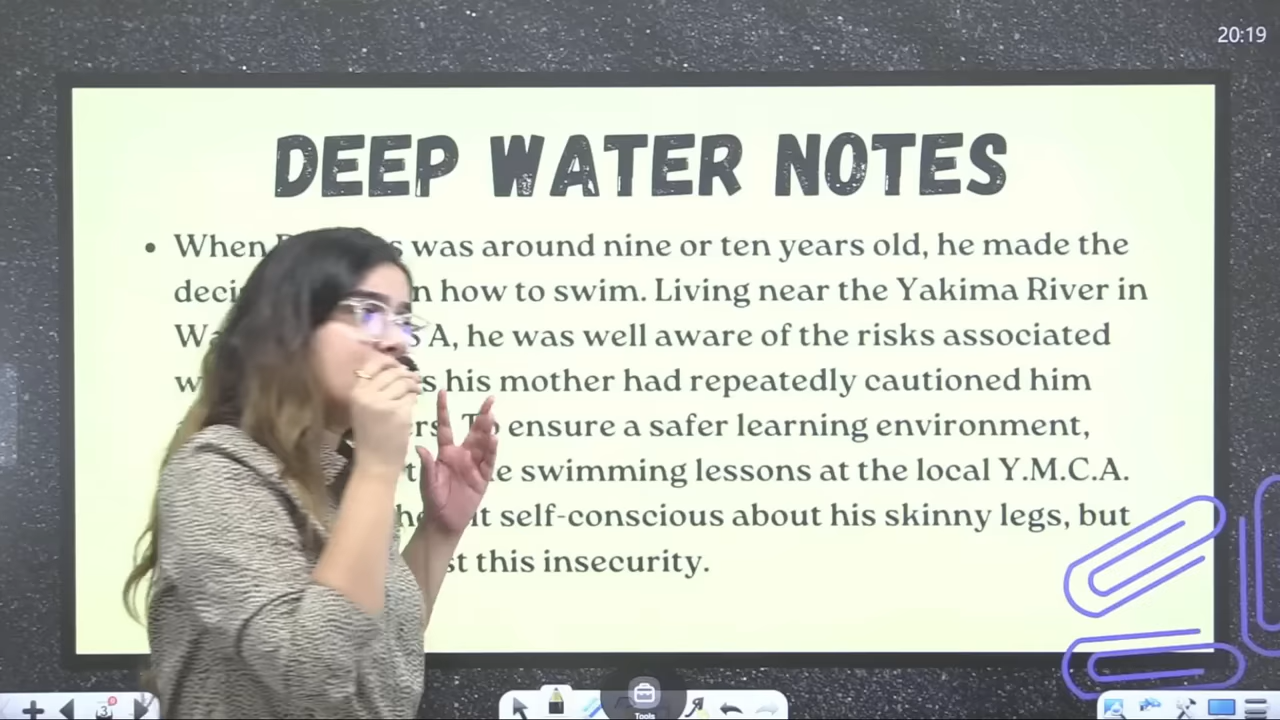 20:19
DEEP WATER NOTES
• When was around nine or ten years old, he made the
how to swim. Living near the Yakima River in
A, he was well aware of the risks associated
his mother had repeatedly cautioned him
To ensure a safer learning environment,
swimming lessons at the local Y.M.C.A.
self-conscious about his skinny legs, but
this insecurity.
3
Tools